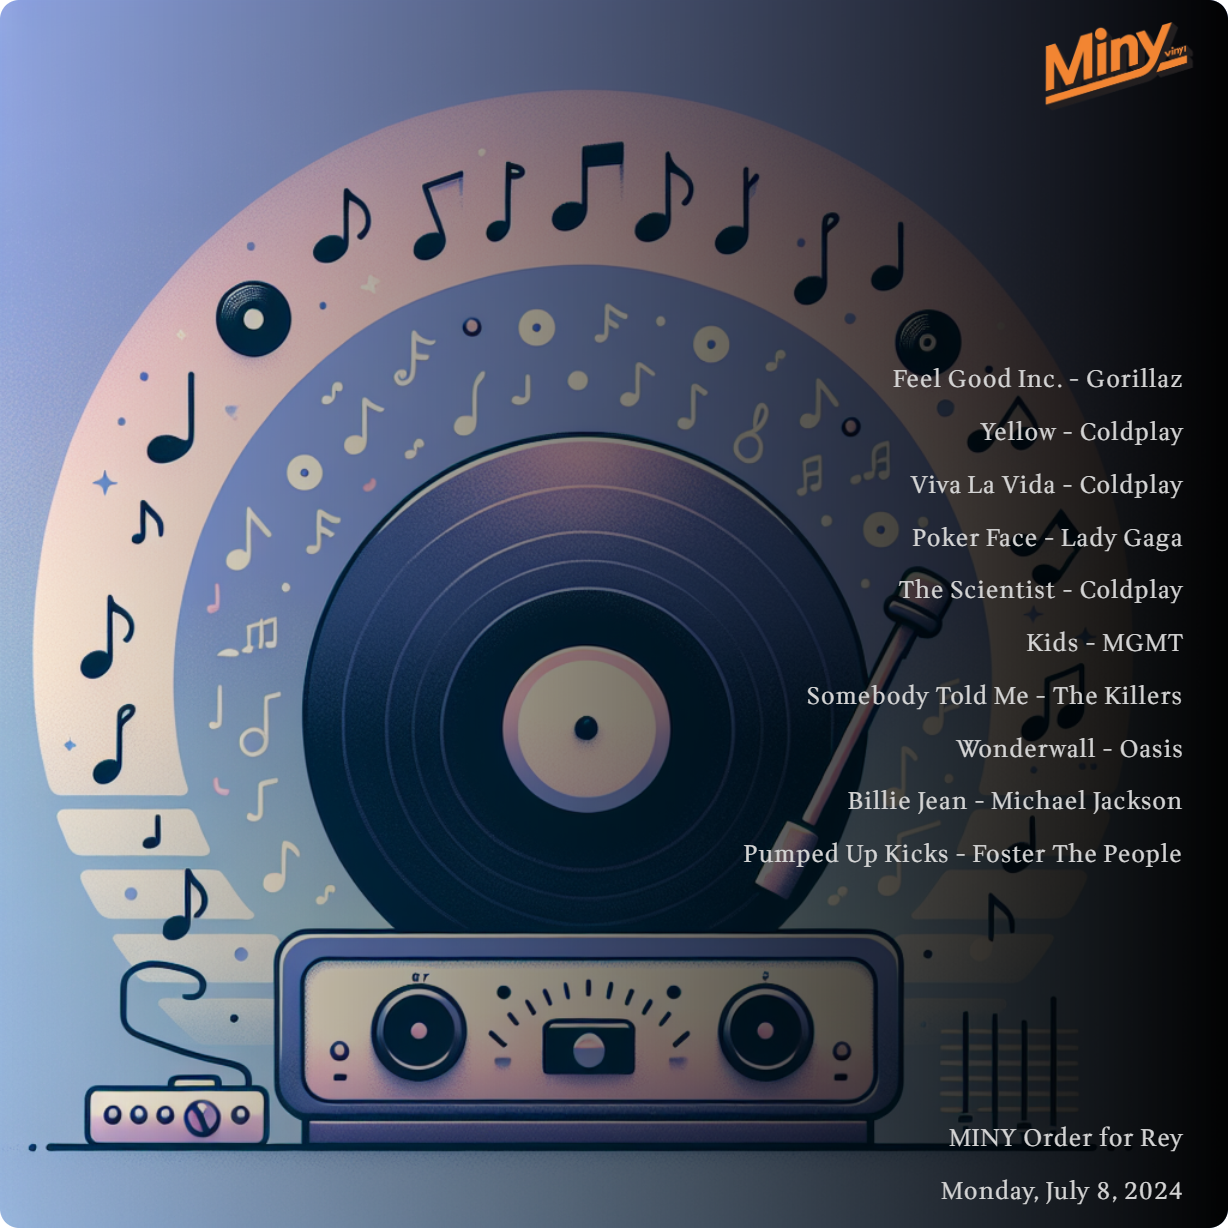 Miny
vinyl
Feel Good Inc. - Gorillaz
Yellow - Coldplay
Viva La Vida - Coldplay
Poker Face - Lady Gaga
The Scientist - Coldplay
Kids - MGMT
Somebody Told Me - The Killers
Wonderwall - Oasis
Billie Jean - Michael Jackson
Pumped Up Kicks - Foster The People
MINY Order for Rey
Monday, July 8, 2024